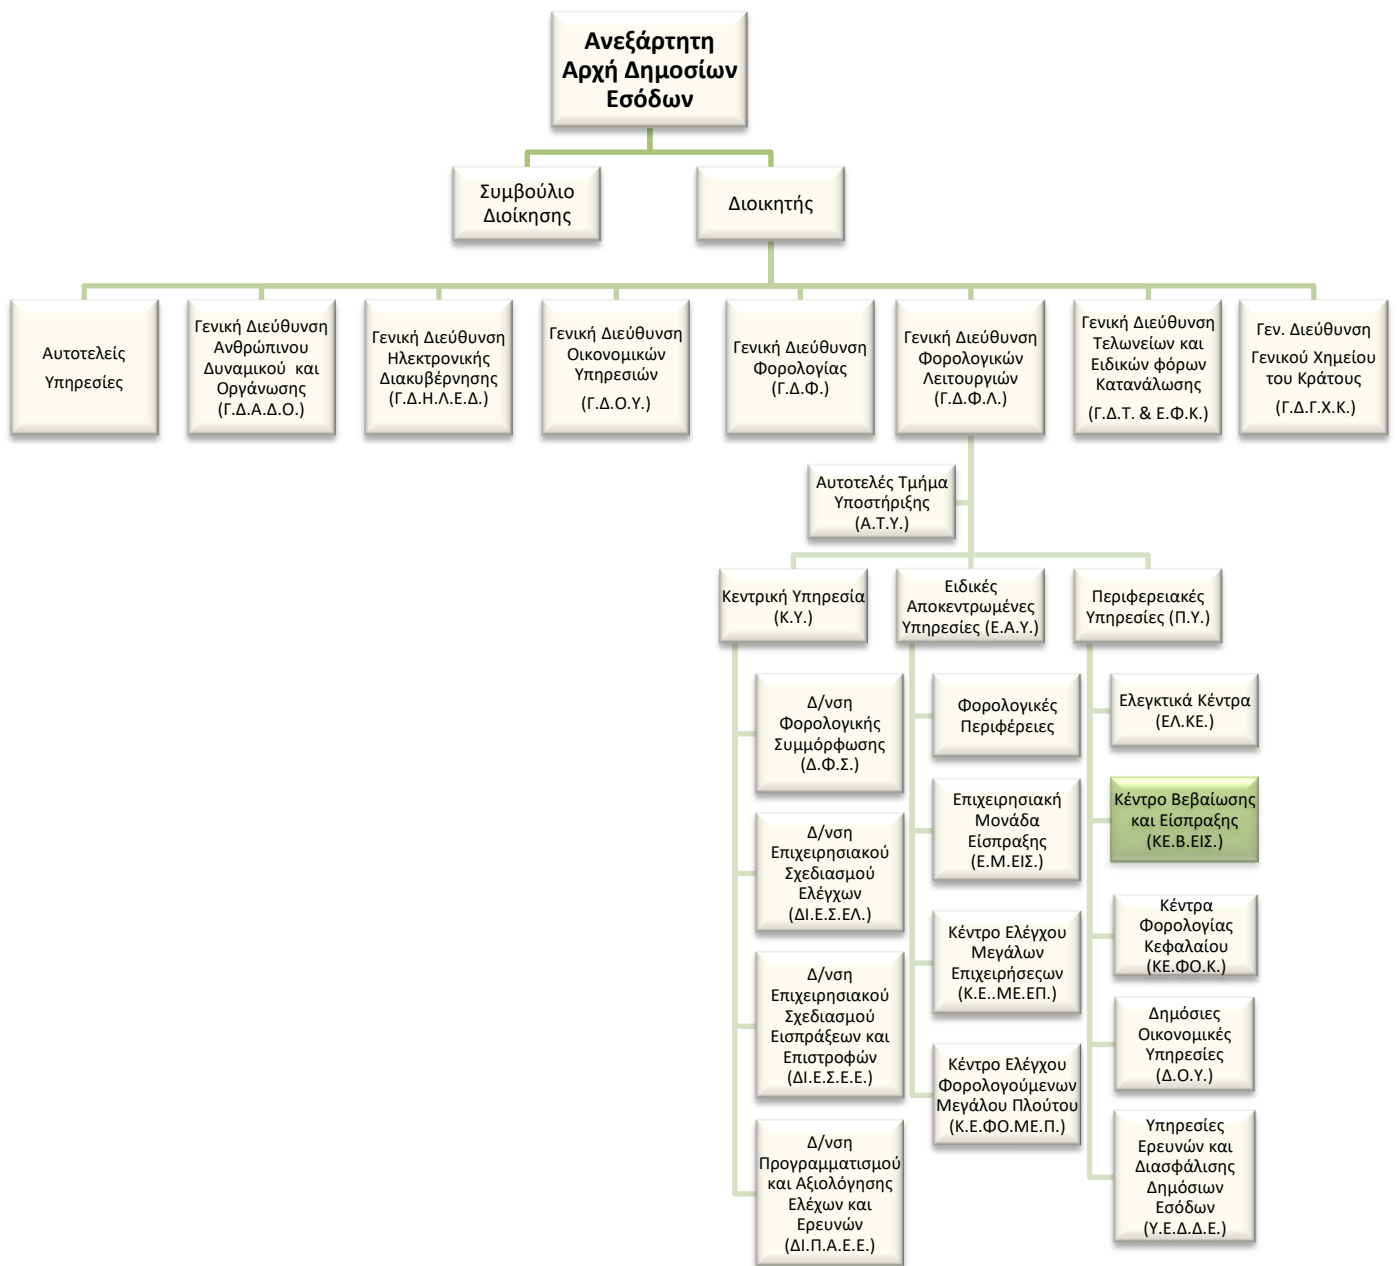 Ανεξάρτητη
Αρχή Δημοσίων
Εσόδων
Συμβούλιο
Διοίκησης
Διοικητής
Αυτοτελείς
Υπηρεσίες
Γενική Διεύθυνση
Ανθρώπινου
Δυναμικού και
Οργάνωσης
(Γ.Δ.Α.Δ.Ο.)
Γενική Διεύθυνση
Ηλεκτρονικής
Διακυβέρνησης
(Γ.Δ.Η.Λ.Ε.Δ.)
Γενική Διεύθυνση
Οικονομικών
Υπηρεσιών
(Γ.Δ.Ο.Υ.)
Γενική Διεύθυνση
Φορολογίας
(Γ.Δ.Φ.)
Γενική Διεύθυνση
Φορολογικών
Λειτουργιών
(Γ.Δ.Φ.Λ.)
Γενική Διεύθυνση
Τελωνείων και
Ειδικών φόρων
Κατανάλωσης
(Γ.Δ.Τ. & Ε.Φ.Κ.)
Γεν. Διεύθυνση
Γενικού Χημείου
του Κράτους
(Γ.Δ.Γ.Χ.Κ.)
Αυτοτελές Τμήμα
Υποστήριξης
(Α.Τ.Υ.)
Κεντρική Υπηρεσία
(Κ.Υ.)
Ειδικές
Αποκεντρωμένες
Υπηρεσίες (Ε.Α.Υ.)
Περιφερειακές
Υπηρεσίες (Π.Υ.)
Δ/νση
Φορολογικής
Συμμόρφωσης
(Δ.Φ.Σ.)
Δ/νση
Επιχειρησιακού
Σχεδιασμού
Ελέγχων
(ΔΙ.Ε.Σ.ΕΛ.)
Δ/νση
Επιχειρησιακού
Σχεδιασμού
Εισπράξεων και
Επιστροφών
(ΔΙ.Ε.Σ.Ε.Ε.)
Δ/νση
Προγραμματισμού
και Αξιολόγησης
Ελέχων και
Ερευνών
(ΔΙ.Π.Α.Ε.Ε.)
Φορολογικές
Περιφέρειες
Επιχειρησιακή
Μονάδα
Είσπραξης
(Ε.Μ.ΕΙΣ.)
Κέντρο Ελέγχου
Μεγάλων
Επιχειρήσεςων
(Κ.Ε..ΜΕ.ΕΠ.)
Κέντρο Ελέγχου
Φορολογούμενων
Μεγάλου Πλούτου
(Κ.Ε.ΦΟ.ΜΕ.Π.)
Ελεγκτικά Κέντρα
(ΕΛ.ΚΕ.)
Κέντρο Βεβαίωσης
και Είσπραξης
(ΚΕ.Β.ΕΙΣ.)
Κέντρα
Φορολογίας
Κεφαλαίου
(ΚΕ.ΦΟ.Κ.)
Δημόσιες
Οικονομικές
Υπηρεσίες
(Δ.Ο.Υ.)
Υπηρεσίες
Ερευνών και
Διασφάλισης
Δημόσιων
Εσόδων
(Υ.Ε.Δ.Δ.Ε.)